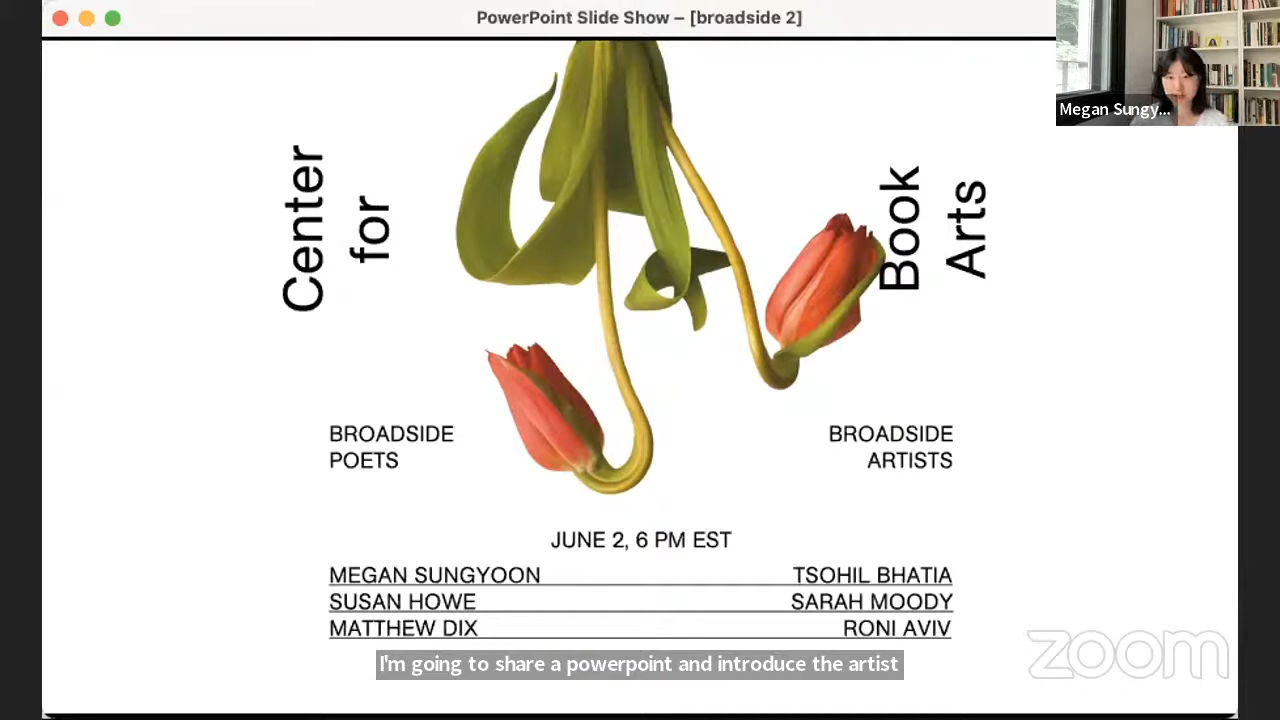 PowerPoint Slide Show – [broadside 2]
Megan Sungy...
Center
for
Book
Arts
BROADSIDE
POETS
BROADSIDE
ARTISTS
JUNE 2, 6 PM EST
MEGAN SUNGYOON TSOHIL BHATIA
SUSAN HOWE SARAH MOODY
MATTHEW DIX RONI AVIV
I'm going to share a powerpoint and introduce the artist
zoom